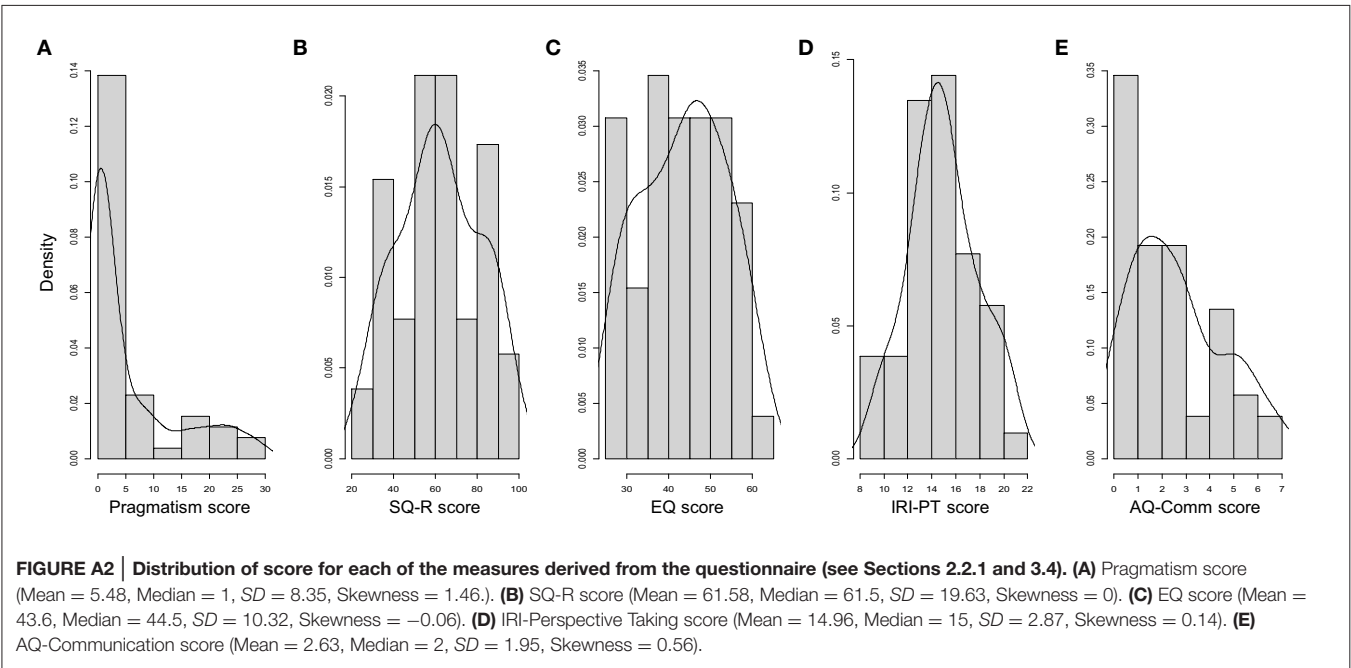 A
B
C
D
E
Density
0.00 0.02 0.04 0.06 0.08 0.10 0.12 0.14
0 5 10 15 20 25 30
Pragmatism score
0.000 0.005 0.010 0.015 0.020
20 40 60 80 100
SQ-R score
0.000 0.005 0.010 0.015 0.020 0.025 0.030 0.035
30 40 50 60
EQ score
0.00 0.05 0.10 0.15
8 10 12 14 16 18 20 22
IRI-PT score
0.00 0.05 0.10 0.15 0.20 0.25 0.30 0.35
0 1 2 3 4 5 6 7
AQ-Comm score
FIGURE A2 | Distribution of score for each of the measures derived from the questionnaire (see Sections 2.2.1 and 3.4). (A) Pragmatism score
(Mean = 5.48, Median = 1, SD = 8.35, Skewness = 1.46.). (B) SQ-R score (Mean = 61.58, Median = 61.5, SD = 19.63, Skewness = 0). (C) EQ score (Mean =
43.6, Median = 44.5, SD = 10.32, Skewness = −0.06). (D) IRI-Perspective Taking score (Mean = 14.96, Median = 15, SD = 2.87, Skewness = 0.14). (E)
AQ-Communication score (Mean = 2.63, Median = 2, SD = 1.95, Skewness = 0.56).